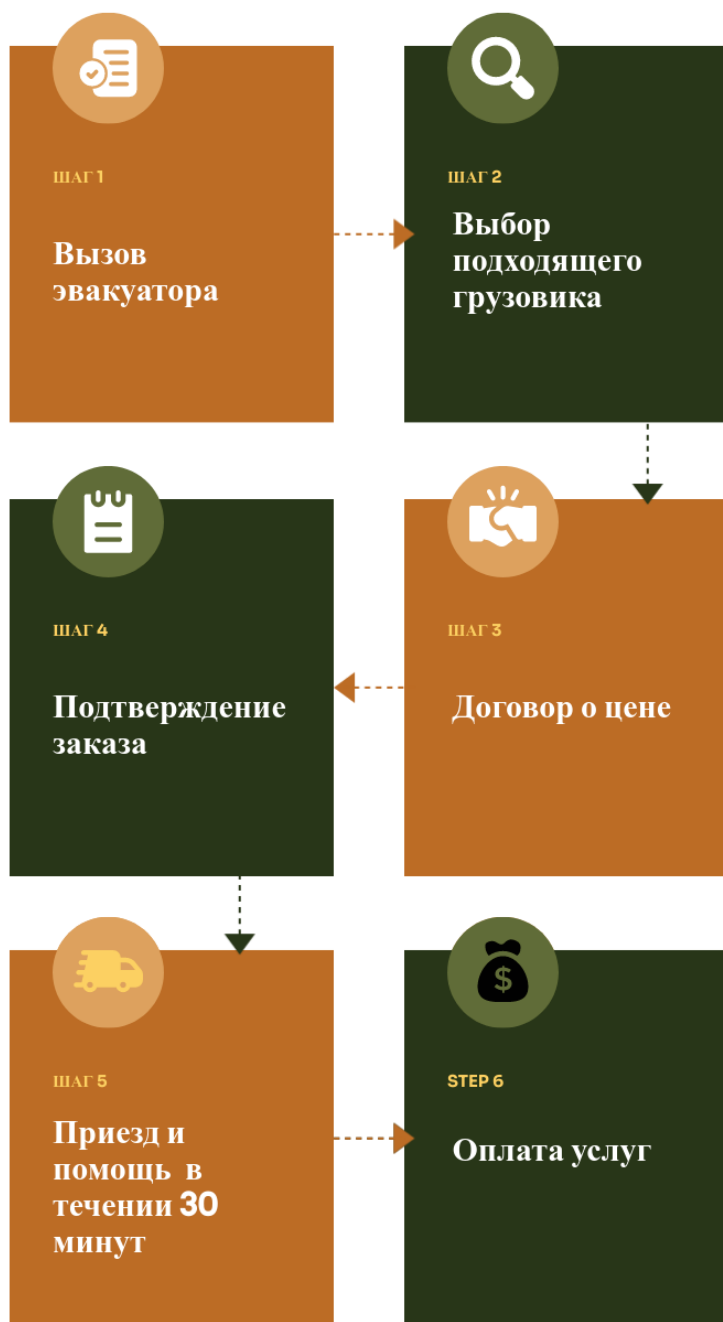 ШАГ 1
Вызов
эвакуатора
ШАГ 2
Выбор
подходящего
грузовика
ШАГ 3
Договор о цене
ШАГ 4
Подтверждение
заказа
ШАГ 5
Приезд и
помощь в
течении 30
минут
STEP 6
Оплата услуг
$